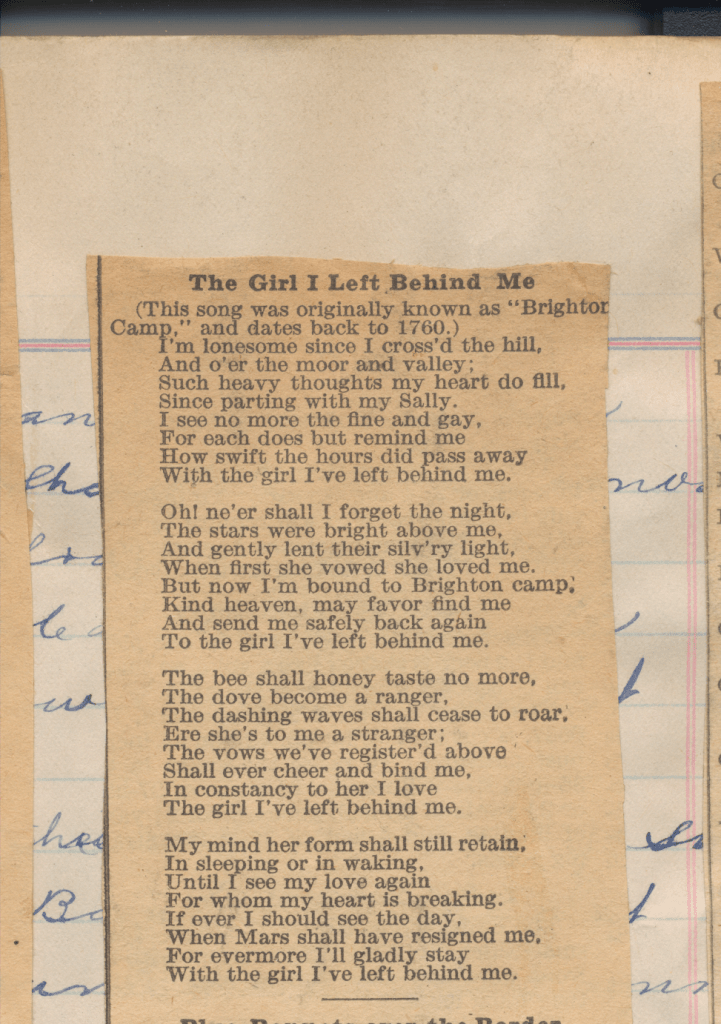 The Girl I Left Behind Me
(This song was originally known as "Brighton
Camp," and dates back to 1760.)
I'm lonesome since I cross'd the hill,
And o'er the moor and valley;
Such heavy thoughts my heart do fill,
Since parting with my Sally.
I see no more the fine and gay,
For each does but remind me
How swift the hours did pass away
With the girl I've left behind me.
Oh! ne'er shall I forget the night,
The stars were bright above me,
And gently lent their silv'ry light,
When first she vowed she loved me.
But now I'm bound to Brighton camp,
Kind heaven, may favor find me
And send me safely back again
To the girl I've left behind me.
The bee shall honey taste no more,
The dove become a ranger,
The dashing waves shall cease to roar,
Ere she's to me a stranger;
The vows we've register'd above
Shall ever cheer and bind me,
In constancy to her I love
The girl I've left behind me.
My mind her form shall still retain,
In sleeping or in waking,
Until I see my love again
For whom my heart is breaking.
If ever I should see the day,
When Mars shall have resigned me,
For evermore I'll gladly stay
With the girl I've left behind me.
Blue Bonnets over the Border